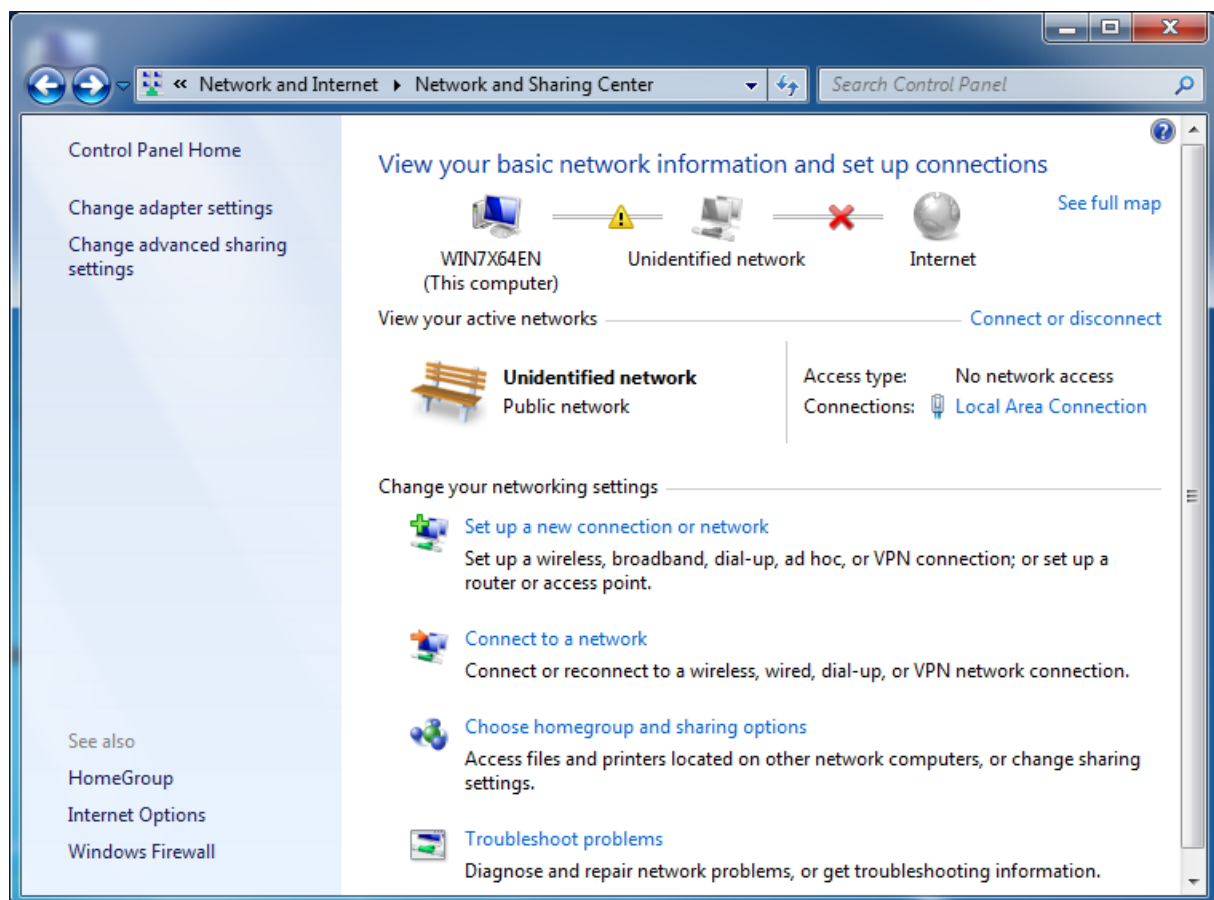 « Network and Internet ▸ Network and Sharing Center
Search Control Panel
Control Panel Home
Change adapter settings
Change advanced sharing
settings
See also
HomeGroup
Internet Options
Windows Firewall
View your basic network information and set up connections
See full map
WIN7X64EN
(This computer)
Unidentified network
Internet
View your active networks
Connect or disconnect
Unidentified network
Public network
Access type: No network access
Connections: Local Area Connection
Change your networking settings
Set up a new connection or network
Set up a wireless, broadband, dial-up, ad hoc, or VPN connection; or set up a
router or access point.
Connect to a network
Connect or reconnect to a wireless, wired, dial-up, or VPN network connection.
Choose homegroup and sharing options
Access files and printers located on other network computers, or change sharing
settings.
Troubleshoot problems
Diagnose and repair network problems, or get troubleshooting information.